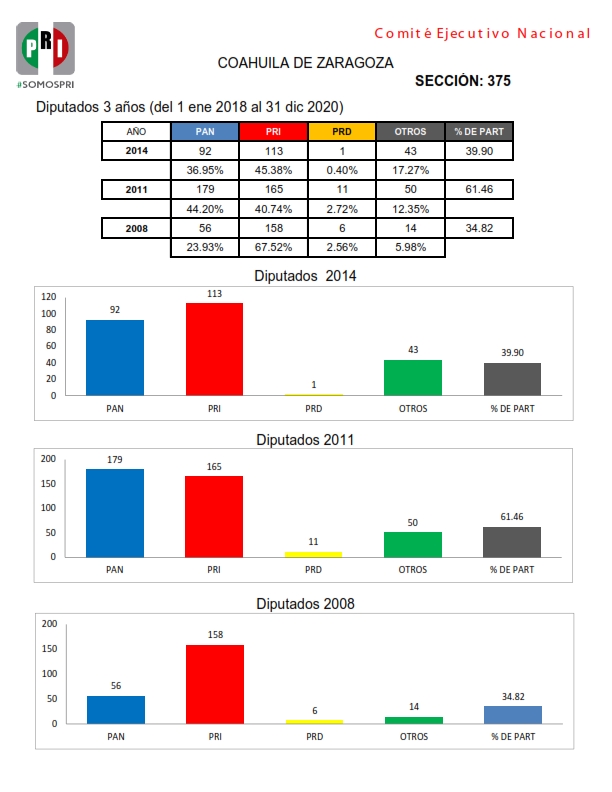 PRI
#SOMOSPRI
Comité Ejecutivo Nacional
COAHUILA DE ZARAGOZA
SECCIÓN: 375
Diputados 3 años (del 1 ene 2018 al 31 dic 2020)
AÑO PAN PRI PRD OTROS % DE PART
2014 92 113 1 43 39.90
36.95% 45.38% 0.40% 17.27%
2011 179 165 11 50 61.46
44.20% 40.74% 2.72% 12.35%
2008 56 158 6 14 34.82
23.93% 67.52% 2.56% 5.98%
Diputados 2014
120
100
80
60
40
20
0
92
113
1
43
39.90
PAN PRI PRD OTROS % DE PART
Diputados 2011
200
150
100
50
0
179
165
11
50
61.46
PAN PRI PRD OTROS % DE PART
Diputados 2008
200
150
100
50
0
56
158
6
14
34.82
PAN PRI PRD OTROS % DE PART